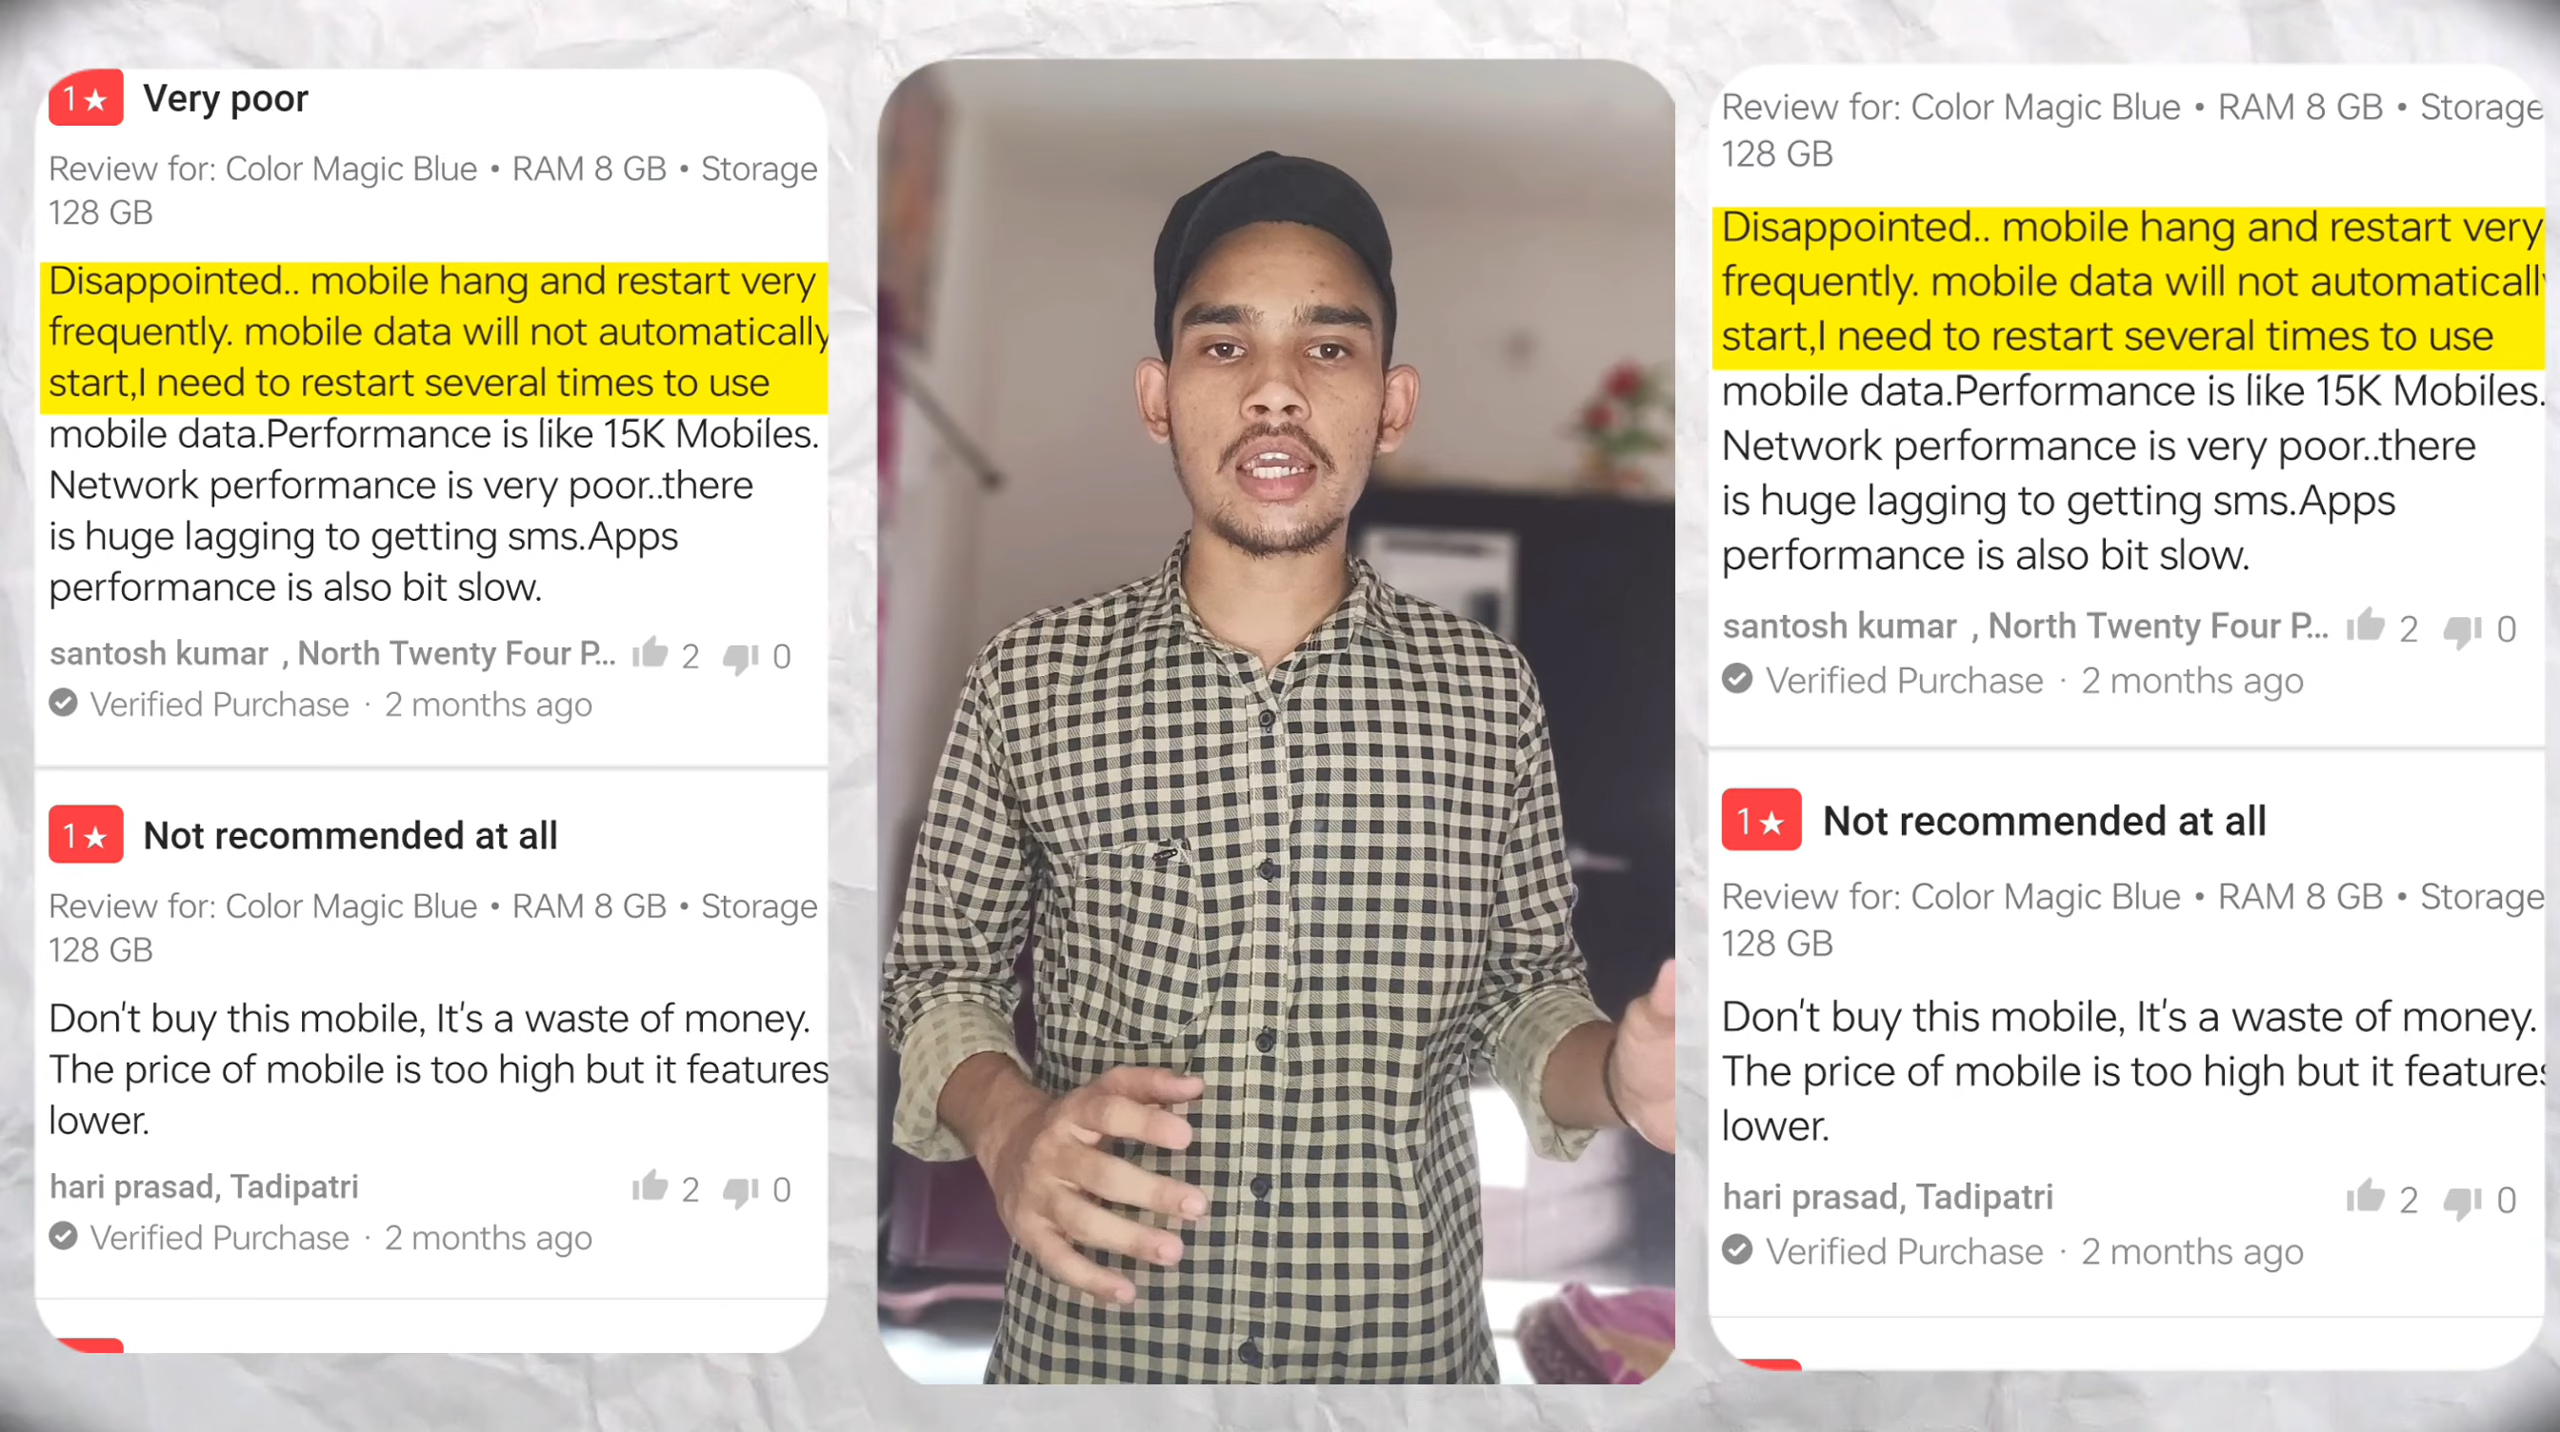 1★ Very poor
Review for: Color Magic Blue • RAM 8 GB • Storage
128 GB
Disappointed.. mobile hang and restart very
frequently. mobile data will not automatically
start,I need to restart several times to use
mobile data.Performance is like 15K Mobiles.
Network performance is very poor..there
is huge lagging to getting sms.Apps
performance is also bit slow.
santosh kumar , North Twenty Four P... 2 0
Verified Purchase · 2 months ago
1★ Not recommended at all
Review for: Color Magic Blue • RAM 8 GB • Storage
128 GB
Don't buy this mobile, It's a waste of money.
The price of mobile is too high but it features
lower.
hari prasad, Tadipatri 2 0
Verified Purchase · 2 months ago
Review for: Color Magic Blue • RAM 8 GB • Storage
128 GB
Disappointed.. mobile hang and restart very
frequently. mobile data will not automatically
start,I need to restart several times to use
mobile data.Performance is like 15K Mobiles.
Network performance is very poor..there
is huge lagging to getting sms.Apps
performance is also bit slow.
santosh kumar , North Twenty Four P... 2 0
Verified Purchase · 2 months ago
1★ Not recommended at all
Review for: Color Magic Blue • RAM 8 GB • Storage
128 GB
Don't buy this mobile, It's a waste of money.
The price of mobile is too high but it features
lower.
hari prasad, Tadipatri 2 0
Verified Purchase · 2 months ago